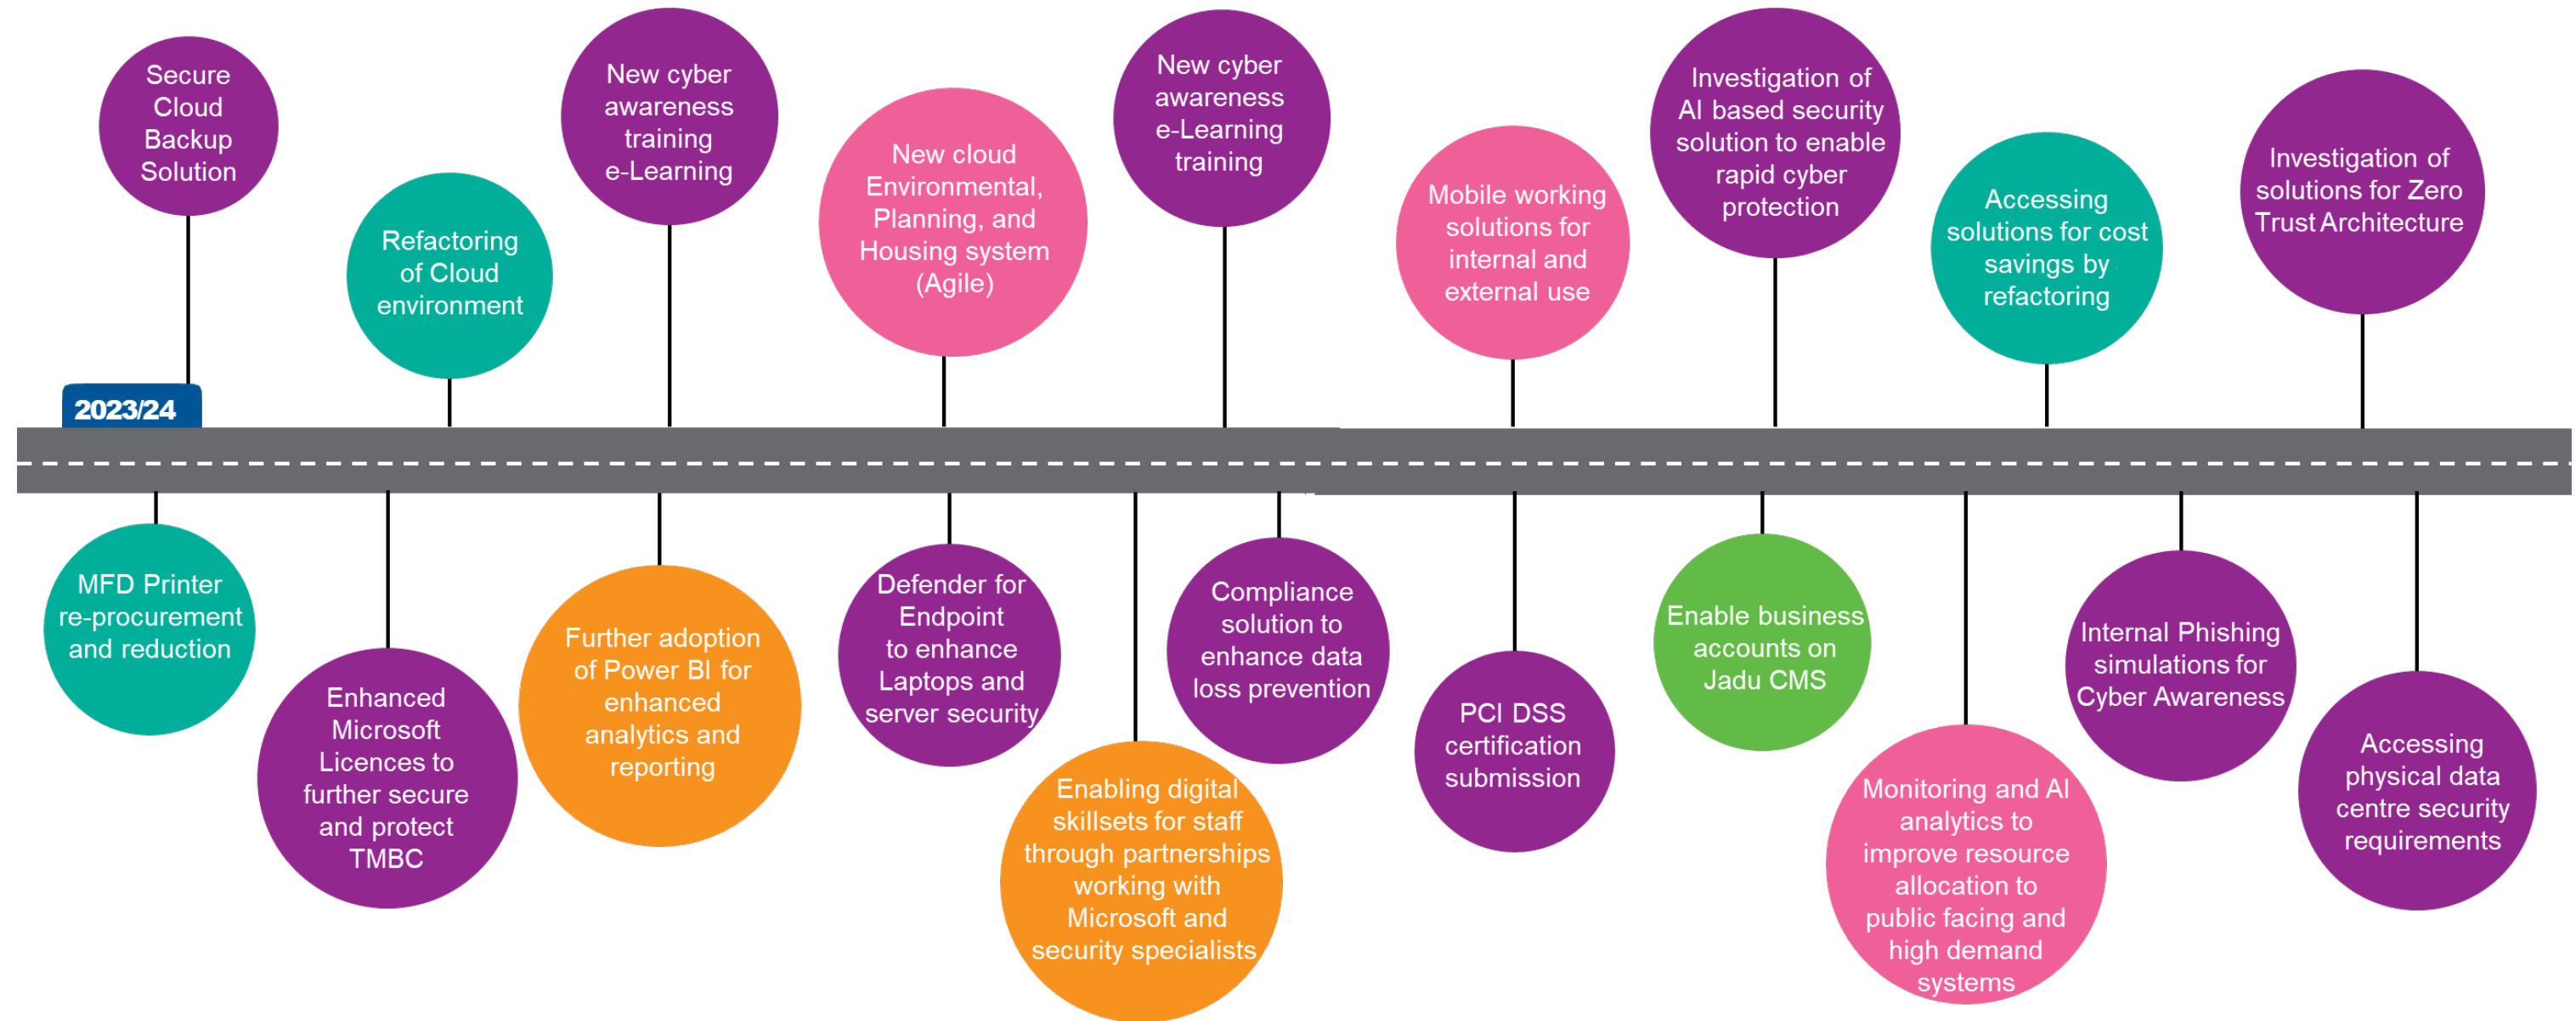 Secure
Cloud
Backup
Solution
Refactoring
of Cloud
environment
New cyber
awareness
training
e-Learning
New cloud
Environmental,
Planning, and
Housing system
(Agile)
New cyber
awareness
e-Learning
training
Mobile working
solutions for
internal and
external use
Investigation of
AI based security
solution to enable
rapid cyber
protection
Accessing
solutions for cost
savings by
refactoring
Investigation of
solutions for Zero
Trust Architecture
2023/24
MFD Printer
re-procurement
and reduction
Enhanced
Microsoft
Licences to
further secure
and protect
TMBC
Further adoption
of Power BI for
enhanced
analytics and
reporting
Defender for
Endpoint
to enhance
Laptops and
server security
Enabling digital
skillsets for staff
through partnerships
working with
Microsoft and
security specialists
Compliance
solution to
enhance data
loss prevention
PCI DSS
certification
submission
Enable business
accounts on
Jadu CMS
Monitoring and AI
analytics to
improve resource
allocation to
public facing and
high demand
systems
Internal Phishing
simulations for
Cyber Awareness
Accessing
physical data
centre security
requirements